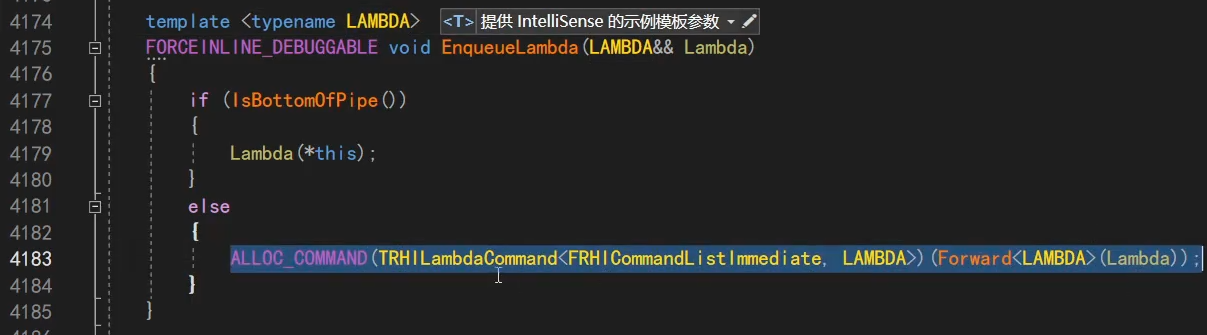 4174 template <typename LAMBDA> <T> 提供 IntelliSense 的示例模板参数
4175 FORCEINLINE_DEBUGGABLE void EnqueueLambda(LAMBDA&& Lambda)
4176 {
4177 if (IsBottomOfPipe())
4178 {
4179 Lambda(*this);
4180 }
4181 else
4182 {
4183 ALLOC_COMMAND(TRHILambdaCommand<FRHICommandListImmediate, LAMBDA>)(Forward<LAMBDA>(Lambda));
4184 }
4185 }